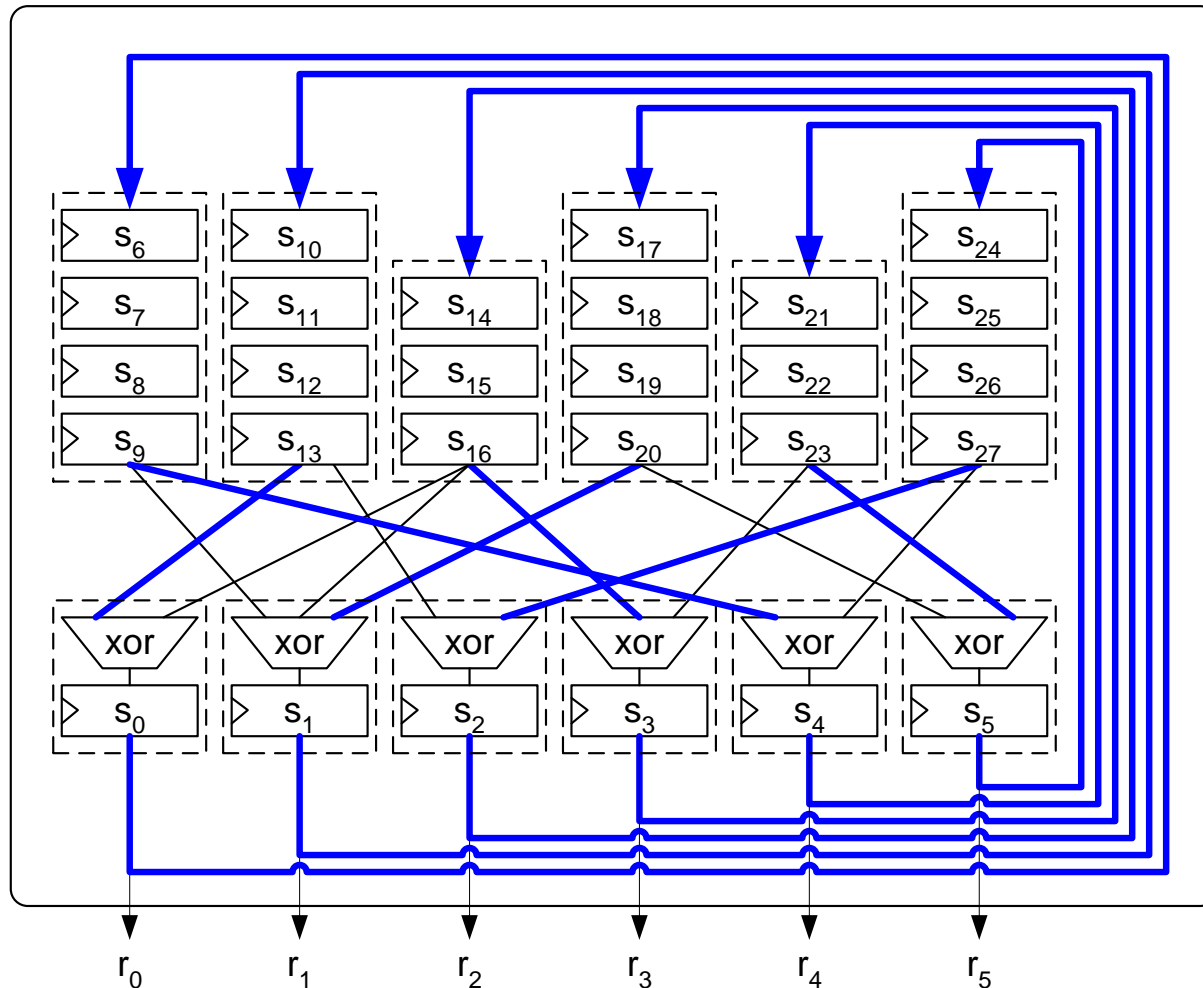 s₆ s₁₀ s₁₇ s₂₄
s₇ s₁₁ s₁₄ s₁₈ s₂₁ s₂₅
s₈ s₁₂ s₁₅ s₁₉ s₂₂ s₂₆
s₉ s₁₃ s₁₆ s₂₀ s₂₃ s₂₇
xor xor xor xor xor xor
s₀ s₁ s₂ s₃ s₄ s₅
r₀ r₁ r₂ r₃ r₄ r₅